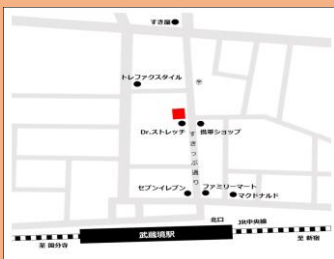 すき家
トレファクスタイル
〒
Dr.ストレッチ
携帯ショップ
すきっぷ通り
セブンイレブン
ファミリーマート
マクドナルド
北口
JR中央線
武蔵境駅
至 国分寺
至 新宿